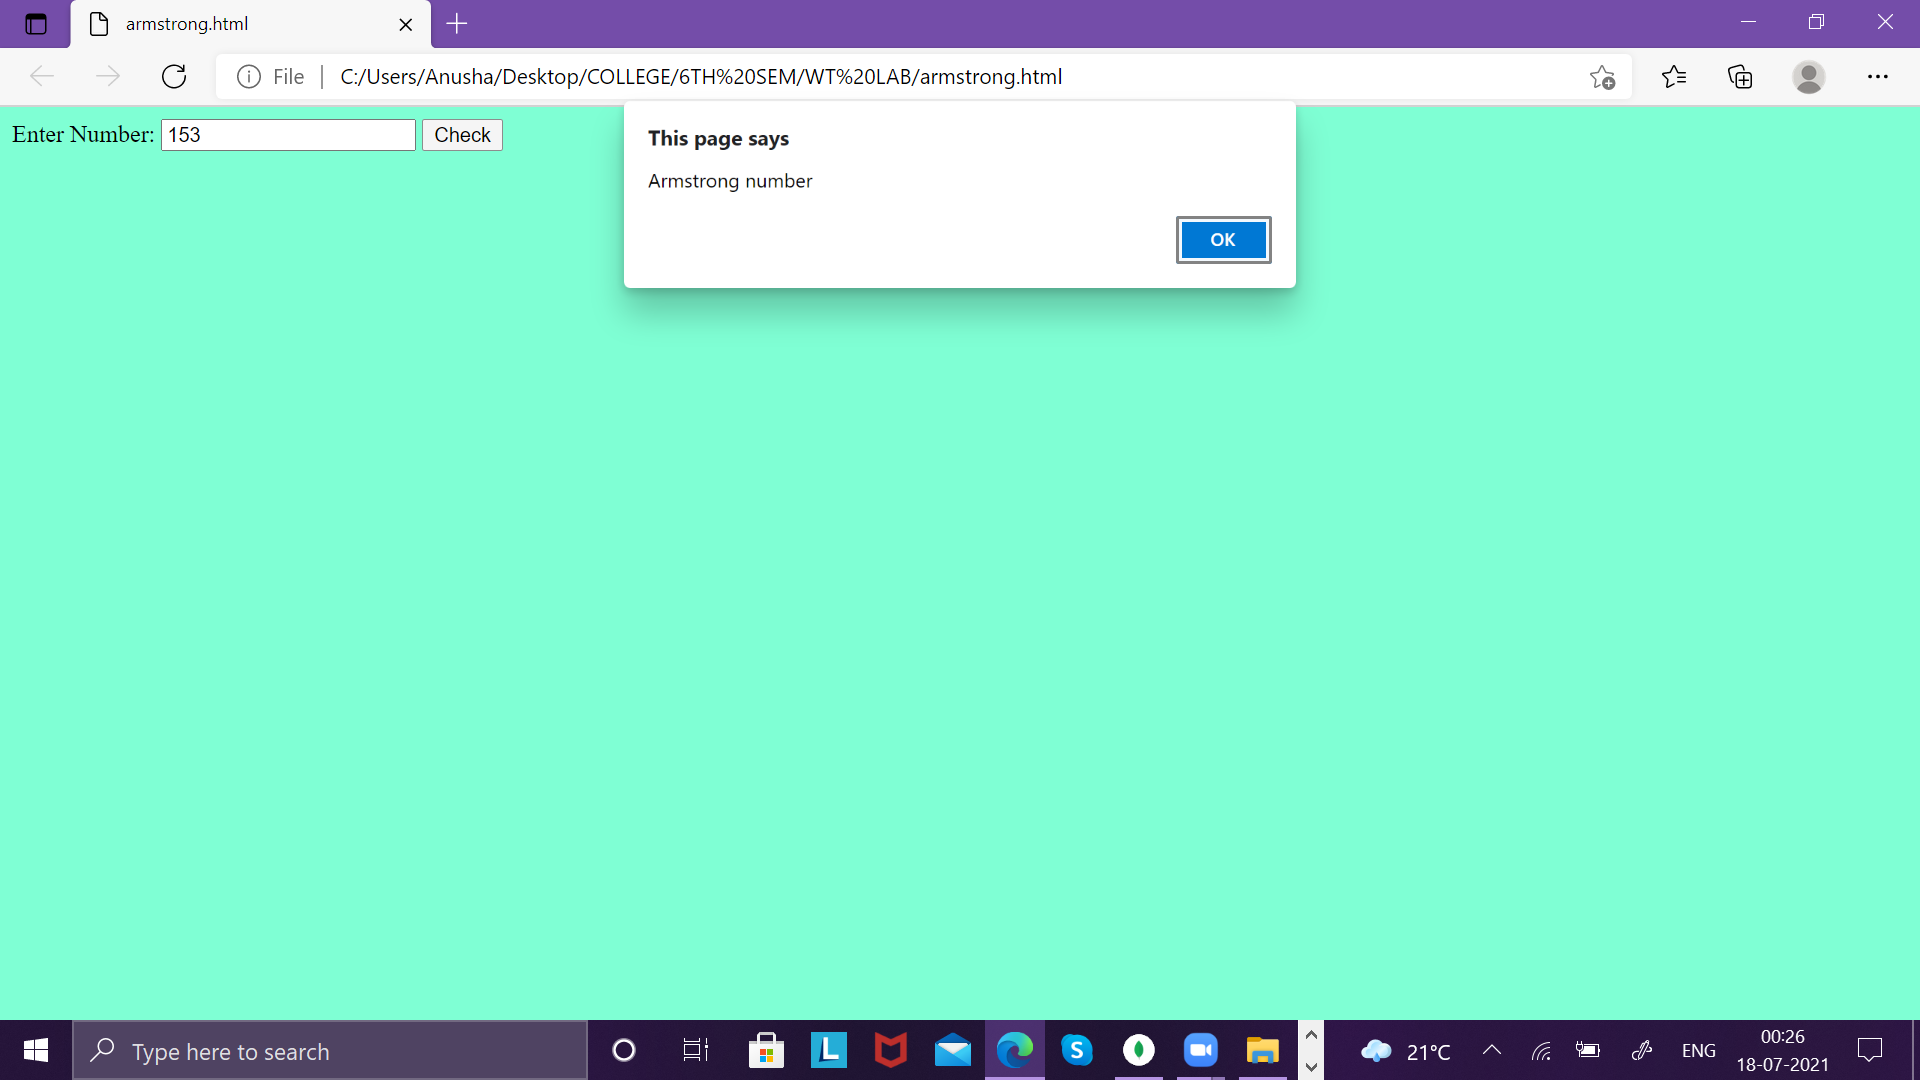 armstrong.html
File
C:/Users/Anusha/Desktop/COLLEGE/6TH%20SEM/WT%20LAB/armstrong.html
Enter Number: 153 Check
This page says
Armstrong number
OK
Type here to search
L
S
21°C
ENG
00:26
18-07-2021